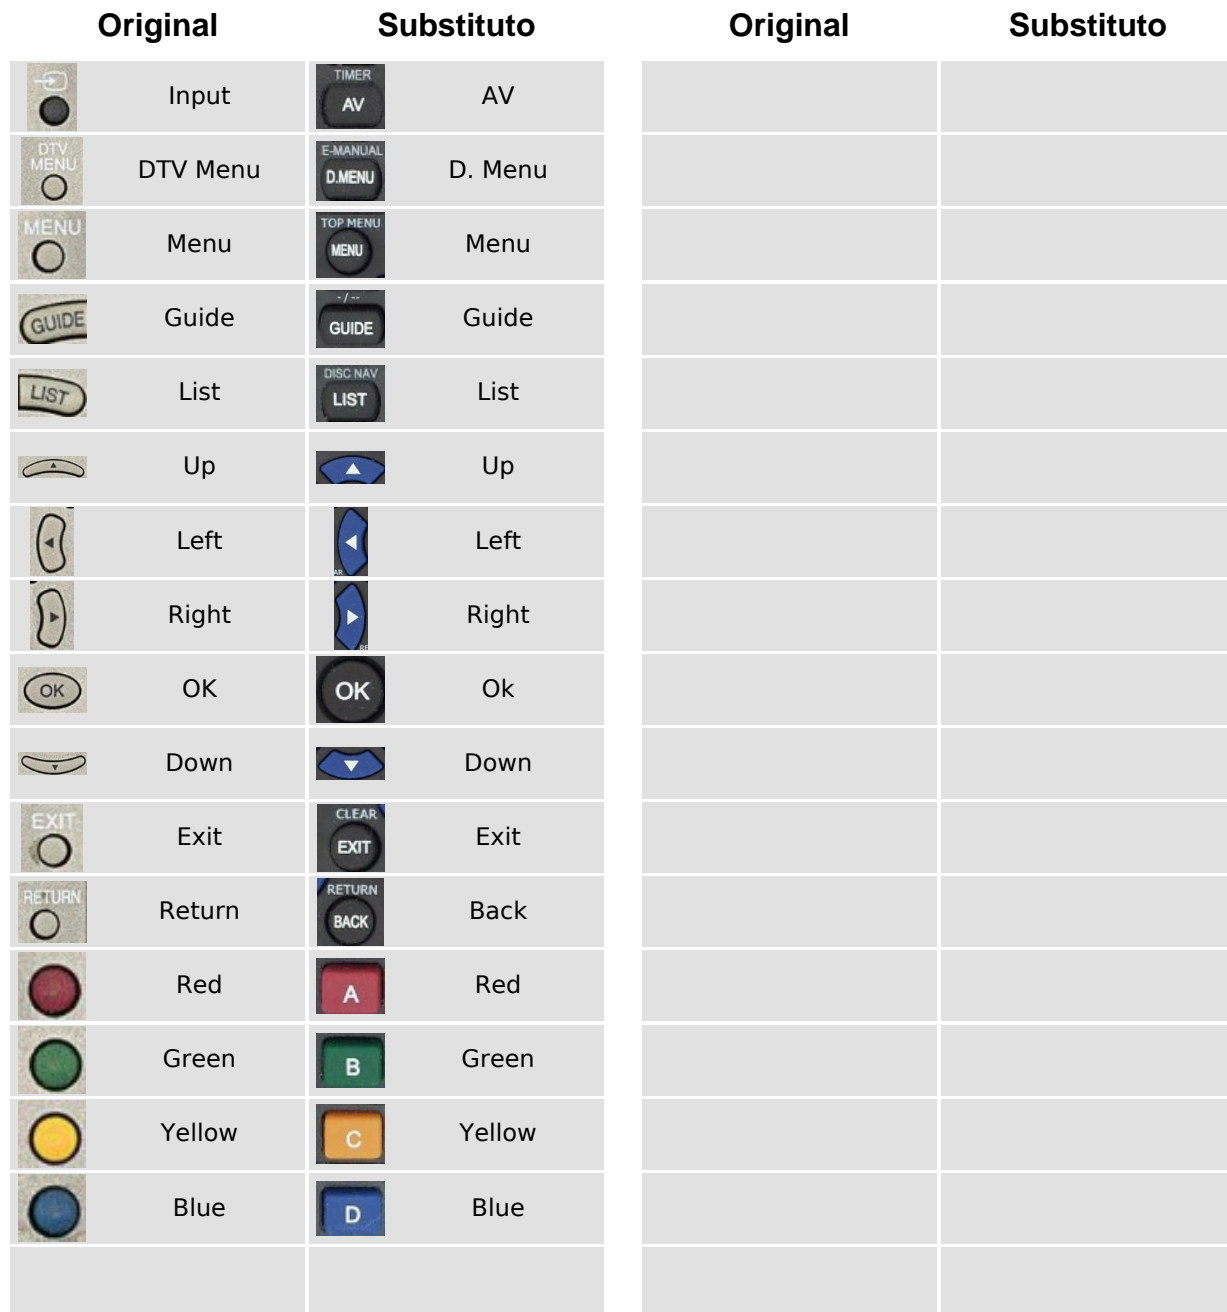 Original Substituto Original Substituto
Input TIMER AV AV
DTV MENU DTV Menu E-MANUAL D.MENU D. Menu
MENU Menu TOP MENU MENU Menu
GUIDE Guide -/-- GUIDE Guide
LIST List DISC NAV LIST List
Up Up
Left Left
Right Right
OK OK OK Ok
Down Down
EXIT Exit CLEAR EXIT Exit
RETURN Return RETURN BACK Back
Red A Red
Green B Green
Yellow C Yellow
Blue D Blue